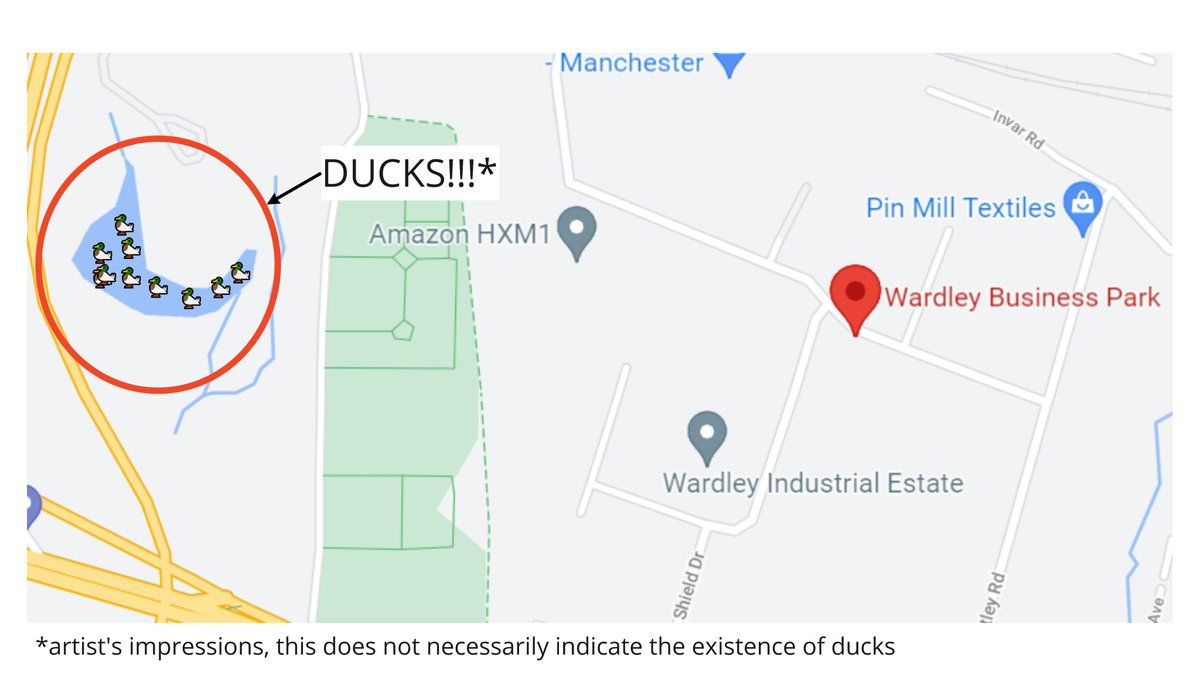 - Manchester
Invar Rd
DUCKS!!!*
Pin Mill Textiles
Amazon HXM1
Wardley Business Park
Wardley Industrial Estate
Shield Dr
tley Rd
Ave
*artist's impressions, this does not necessarily indicate the existence of ducks